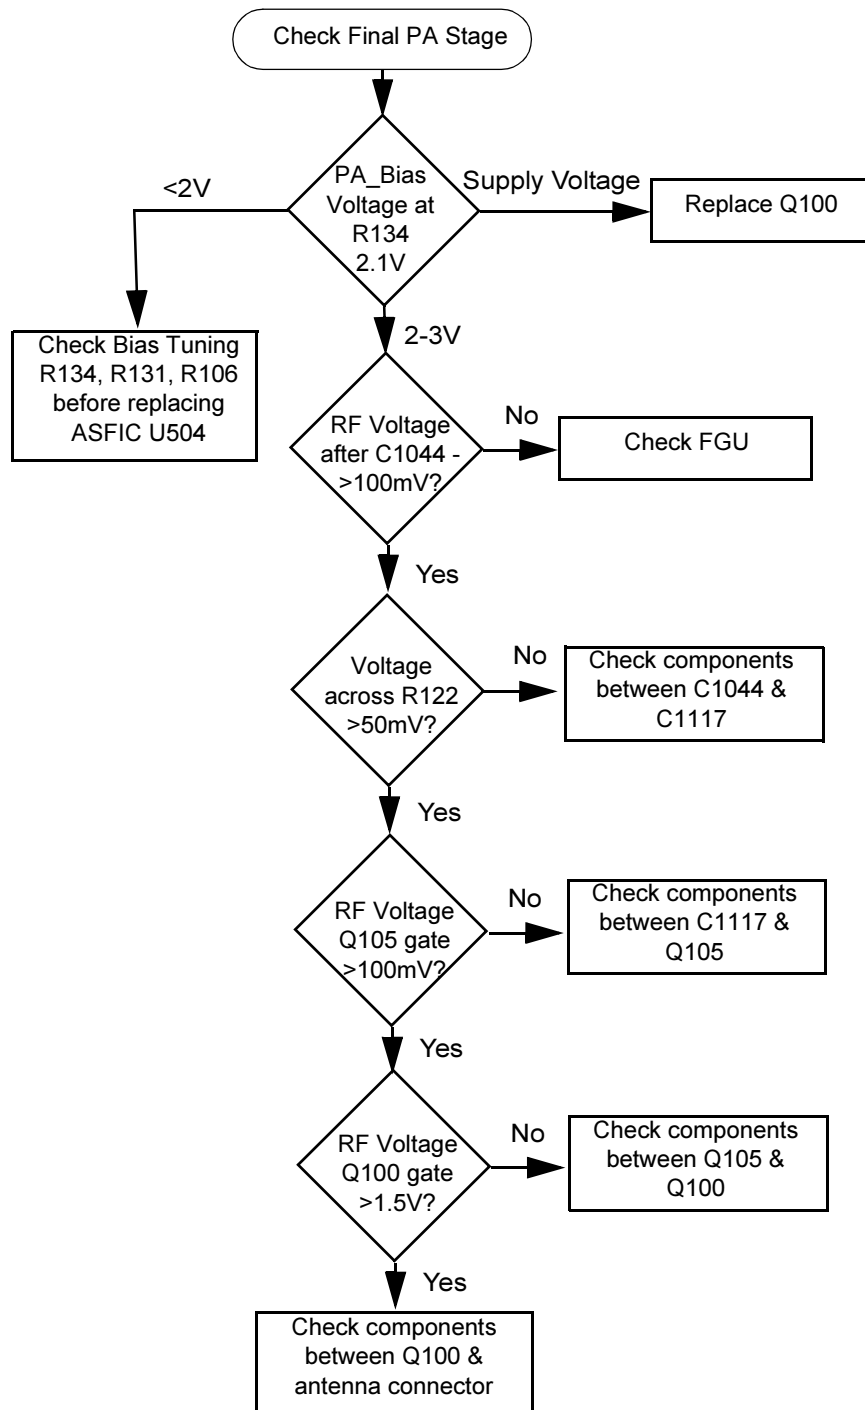 Check Final PA Stage
PA_Bias
Voltage at
R134
2.1V
<2V
Supply Voltage
Replace Q100
Check Bias Tuning
R134, R131, R106
before replacing
ASFIC U504
2-3V
RF Voltage
after C1044 -
>100mV?
No
Check FGU
Yes
Voltage
across R122
>50mV?
No
Check components
between C1044 &
C1117
Yes
RF Voltage
Q105 gate
>100mV?
No
Check components
between C1117 &
Q105
Yes
RF Voltage
Q100 gate
>1.5V?
No
Check components
between Q105 &
Q100
Yes
Check components
between Q100 &
antenna connector